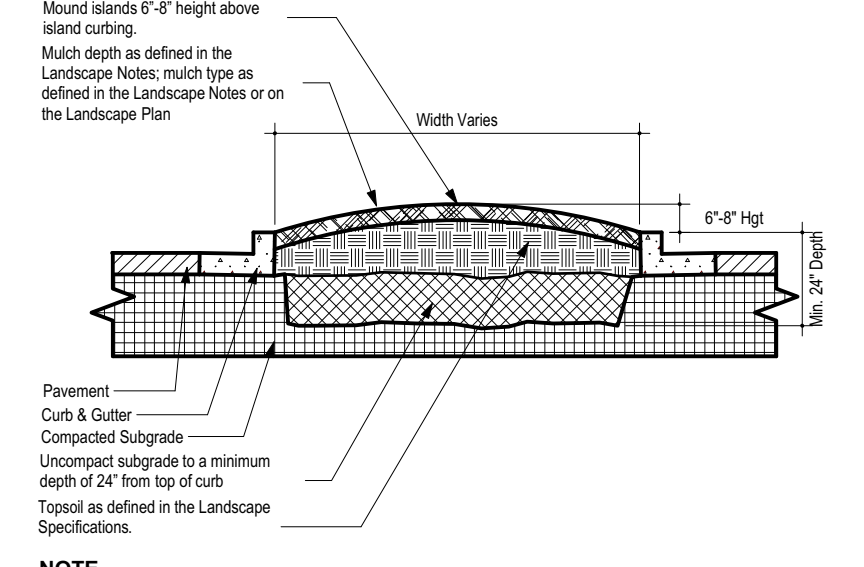 Mound islands 6”-8” height above
island curbing.
Mulch depth as defined in the
Landscape Notes; mulch type as
defined in the Landscape Notes or on
the Landscape Plan
Width Varies
6"-8" Hgt
Min. 24" Depth
Pavement
Curb & Gutter
Compacted Subgrade
Uncompact subgrade to a minimum
depth of 24” from top of curb
Topsoil as defined in the Landscape
Specifications.
NOTE